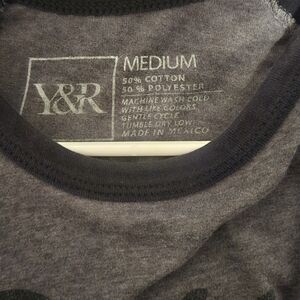 Y&R
MEDIUM
50% COTTON
50% POLYESTER
MACHINE WASH COLD
WITH LIKE COLORS,
GENTLE CYCLE
TUMBLE DRY LOW
MADE IN MEXICO